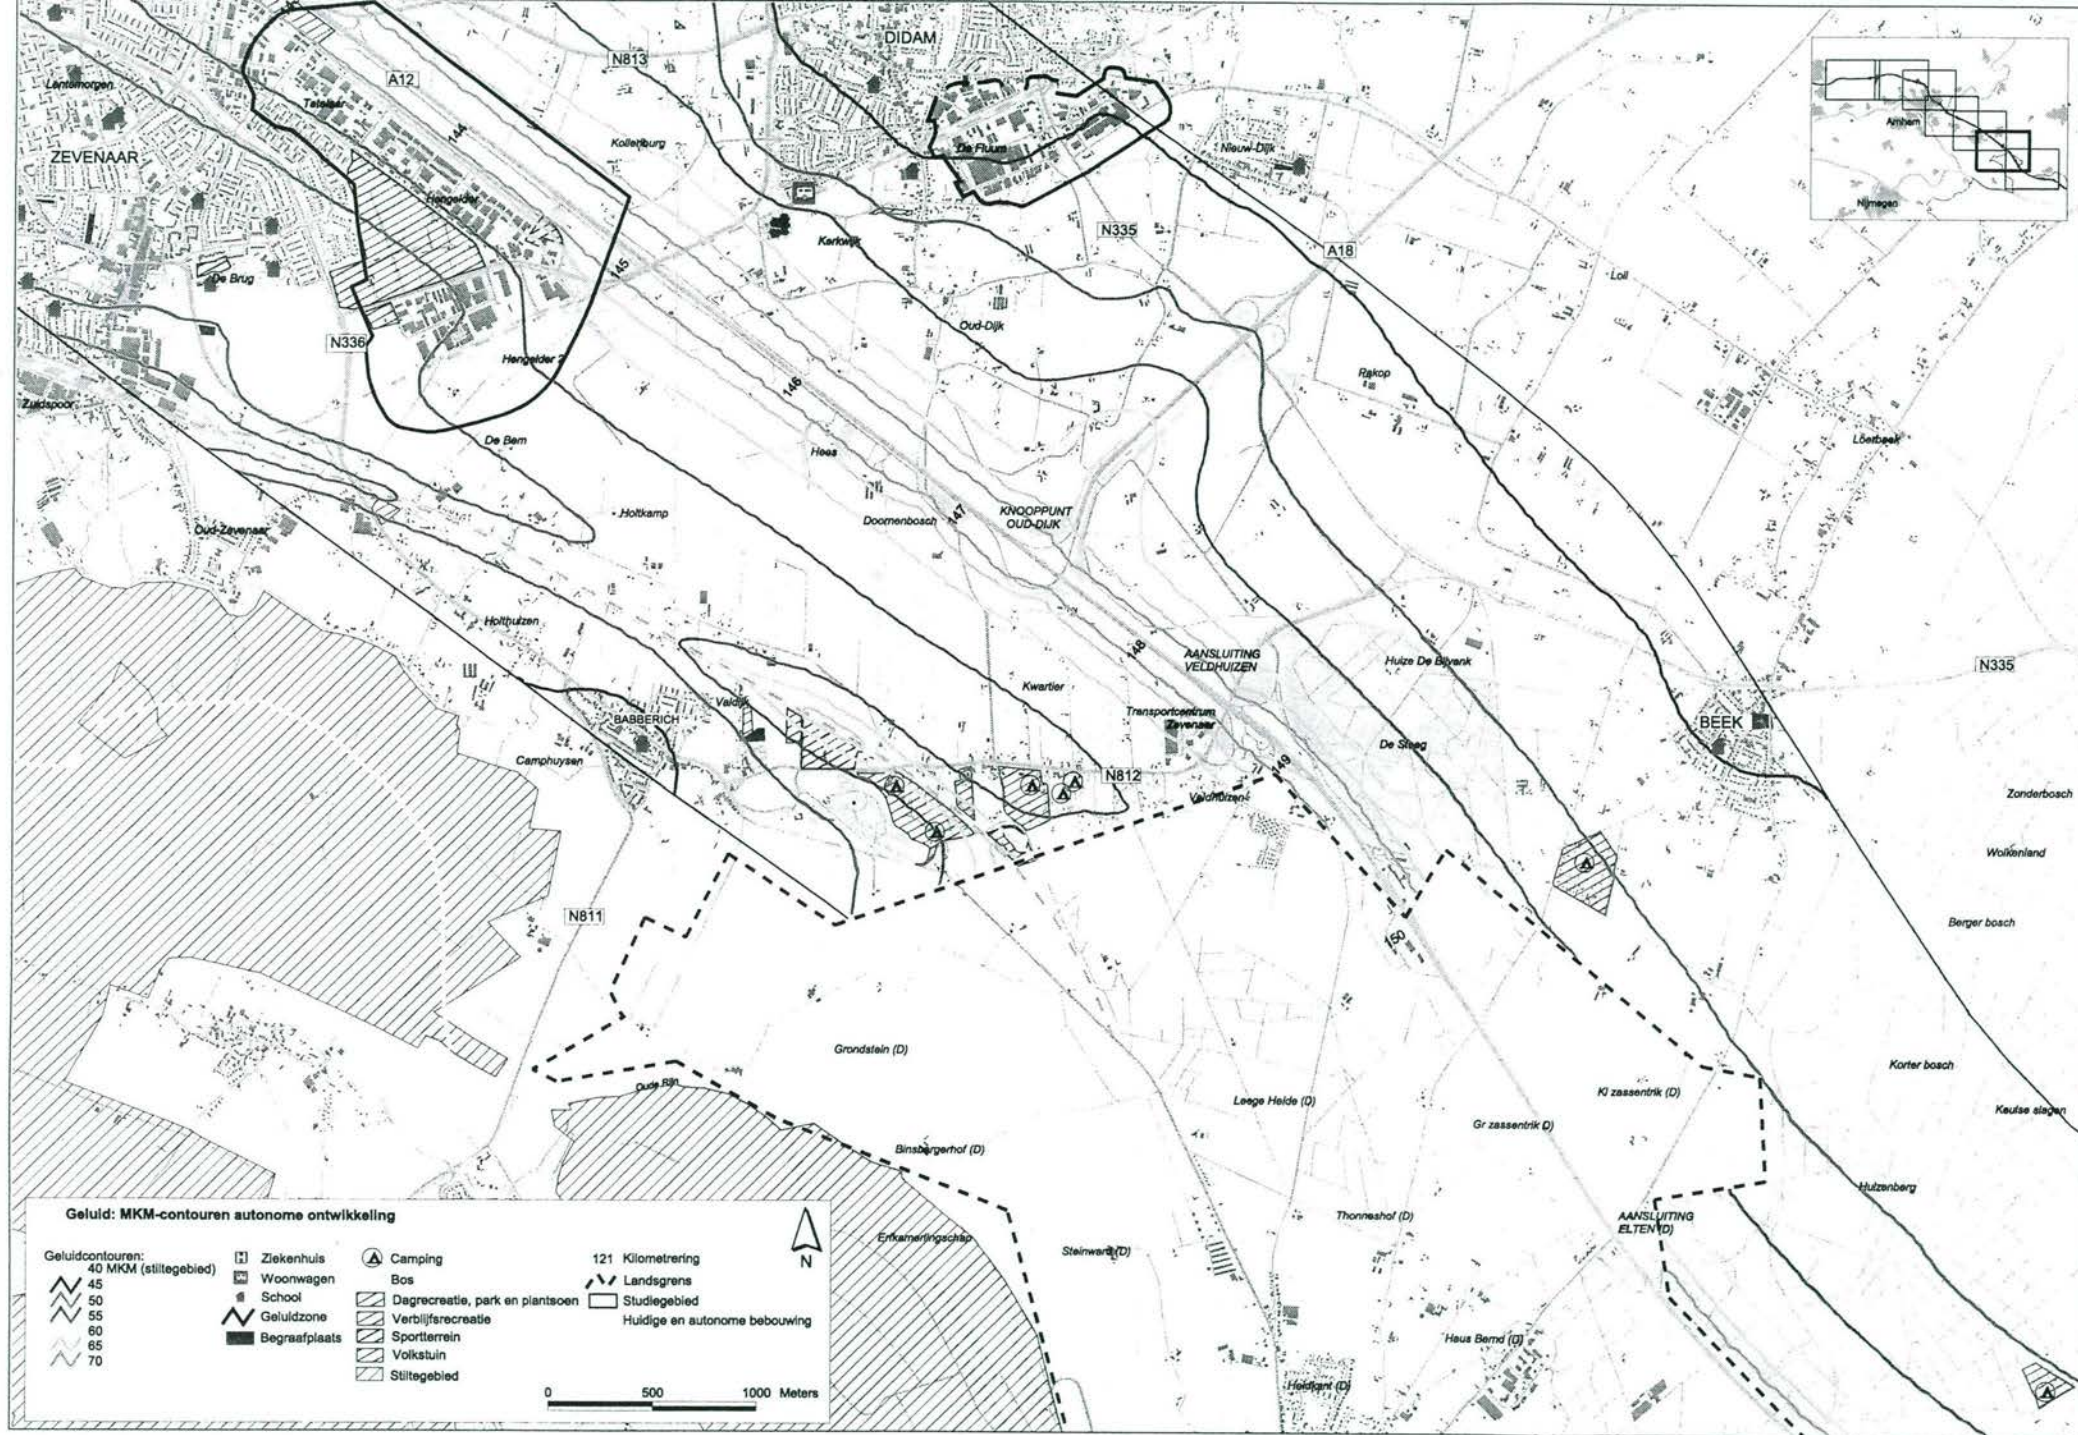 DIDAM
N813
A12
Lentemorgen
Tatelaar
144
ZEVENAAR
Kollenburg
De Fluun
Nieuw-Dijk
Arnhem
Nijmegen
Hengelder
Kerkwijk
N335
A18
De Brug
145
Loil
Oud-Dijk
N336
Hengelder 2
146
Rakop
Zuidspoor
De Bem
Hees
Loerbeek
Holtkamp
Doornenbosch
147
KNOOPPUNT
OUD-DIJK
Oud-Zevenaar
Holthuizen
148
AANSLUITING
VELDHUIZEN
Huize De Bijvank
N335
Kwartier
Valdijk
BABBERICH
Transportcentrum
Zevenaar
BEEK
De Slaag
Camphuysen
149
N812
Veldhuizen
Zonderbosch
Wolkenland
N811
150
Berger bosch
Grondstein (D)
Korter bosch
Oude Rijn
Leege Heide (D)
Kl zassentrik (D)
Keulse slagen
Gr zassentrik D)
Binsbergerhof (D)
Hulzenberg
Thonneshof (D)
AANSLUITING
ELTEN (D)
Erfkamerlingschap
Steinward (D)
Haus Bernd (D)
Heidkant (D)
Geluid: MKM-contouren autonome ontwikkeling
Geluidcontouren:
40 MKM (stiltegebied)
45
50
55
60
65
70
H Ziekenhuis
Woonwagen
School
Geluidzone
Begraafplaats
Camping
Bos
Dagrecreatie, park en plantsoen
Verblijfsrecreatie
Sportterrein
Volkstuin
Stiltegebied
121 Kilometrering
Landsgrens
Studiegebied
Huidige en autonome bebouwing
N
0 500 1000 Meters